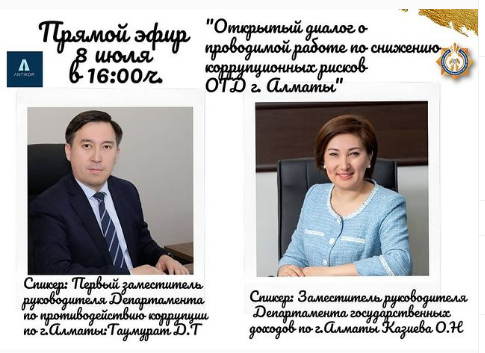 Прямой эфир
8 июля
в 16:00ч.
"Открытый диалог о
проводимой работе по снижению
коррупционных рисков
ОГД г. Алматы"
ANTIKOR
Спикер: Первый заместитель
руководителя Департамента
по противодействию коррупции
по г.Алматы:Таумурат Д.Т
Спикер: Заместитель руководителя
Департамента государственных
доходов по г.Алматы Казиева О.Н